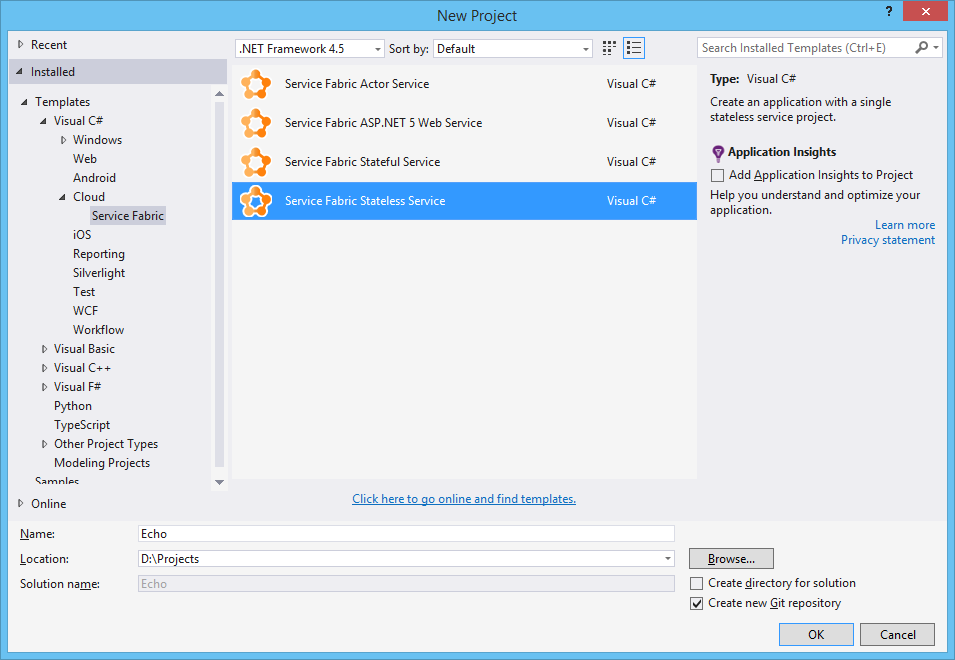 New Project
?
Recent
Installed
Templates
Visual C#
Windows
Web
Android
Cloud
Service Fabric
iOS
Reporting
Silverlight
Test
WCF
Workflow
Visual Basic
Visual C++
Visual F#
Python
TypeScript
Other Project Types
Modeling Projects
Samples
Online
.NET Framework 4.5 Sort by: Default
Service Fabric Actor Service Visual C#
Service Fabric ASP.NET 5 Web Service Visual C#
Service Fabric Stateful Service Visual C#
Service Fabric Stateless Service Visual C#
Click here to go online and find templates.
Search Installed Templates (Ctrl+E)
Type: Visual C#
Create an application with a single
stateless service project.
Application Insights
Add Application Insights to Project
Help you understand and optimize your
application.
Learn more
Privacy statement
Name: Echo
Location: D:\Projects Browse...
Solution name: Echo
Create directory for solution
Create new Git repository
OK Cancel